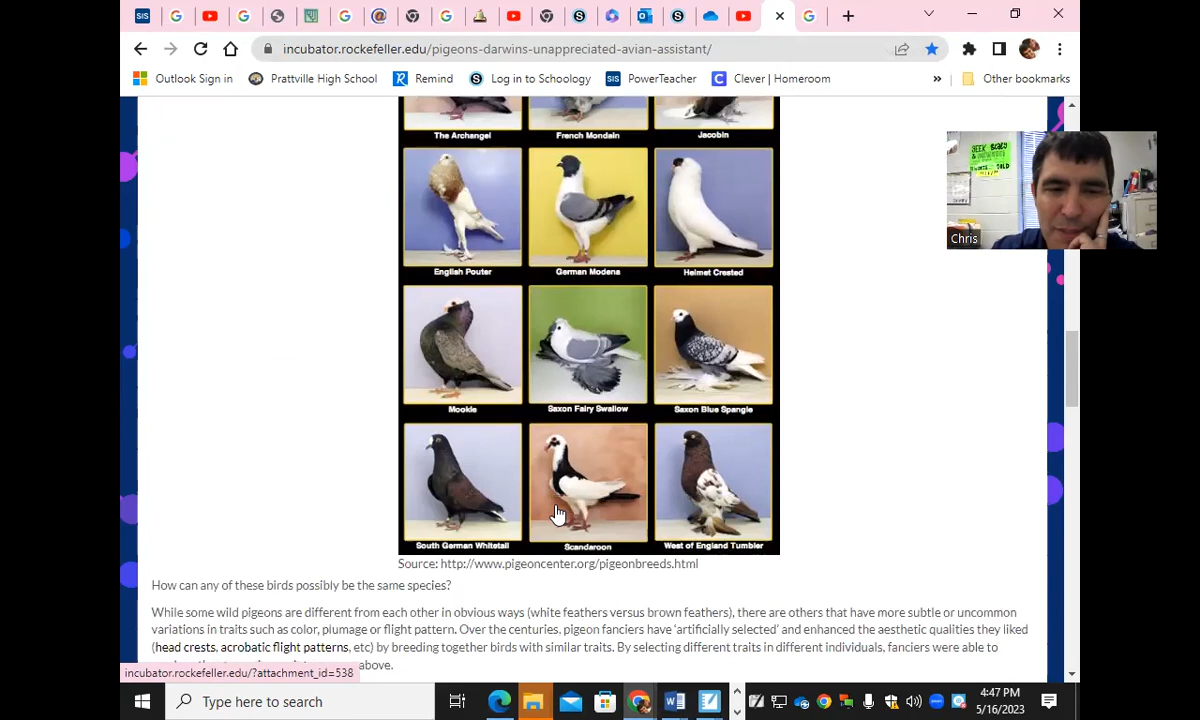 incubator.rockefeller.edu/pigeons-darwins-unappreciated-avian-assistant/
Outlook Sign in
Prattville High School
Remind
Log in to Schoology
SIS
PowerTeacher
Clever | Homeroom
»
Other bookmarks
The Archangel
French Mondain
Jacobin
English Pouter
German Modena
Helmet Crested
Chris
Mookie
Saxon Fairy Swallow
Saxon Blue Spangle
South German Whitetail
Scandaroon
West of England Tumbler
Source: http://www.pigeoncenter.org/pigeonbreeds.html
How can any of these birds possibly be the same species?
While some wild pigeons are different from each other in obvious ways (white feathers versus brown feathers), there are others that have more subtle or uncommon
variations in traits such as color, plumage or flight pattern. Over the centuries, pigeon fanciers have ‘artificially selected’ and enhanced the aesthetic qualities they liked
(head crests, acrobatic flight patterns, etc) by breeding together birds with similar traits. By selecting different traits in different individuals, fanciers were able to
above.
incubator.rockefeller.edu/?attachment_id=538
Type here to search
4:47 PM
5/16/2023